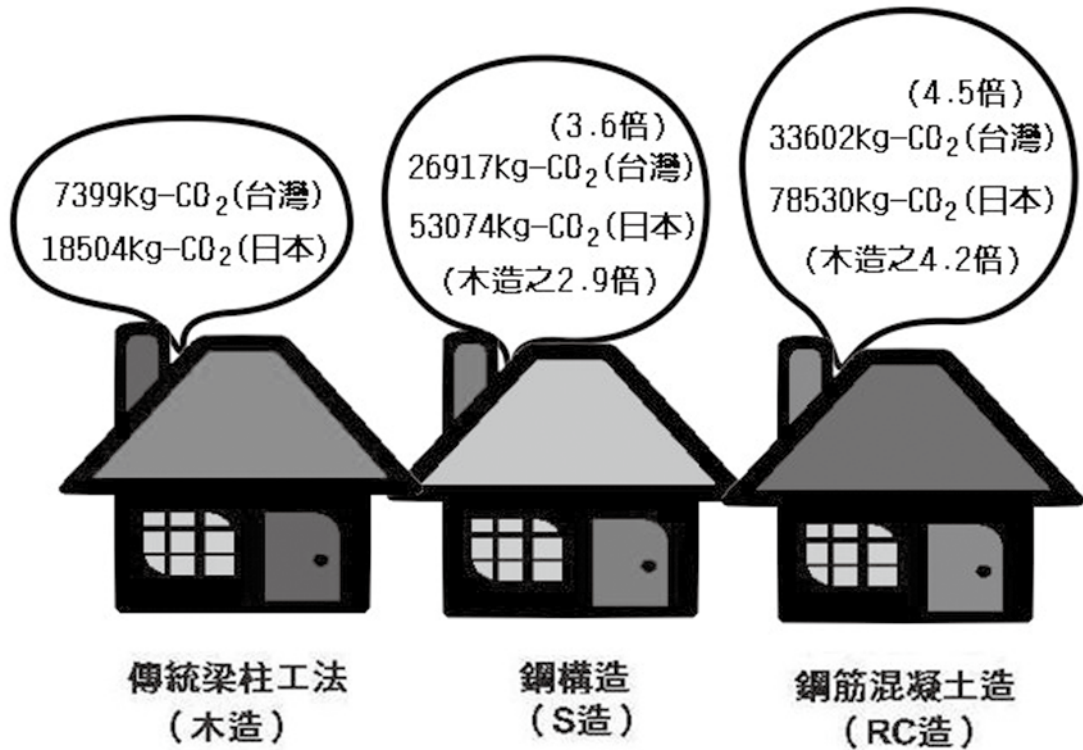 7399Kg-CO₂(台灣)
18504Kg-CO₂(日本)
(3.6倍)
26917Kg-CO₂(台灣)
53074Kg-CO₂(日本)
(木造之2.9倍)
(4.5倍)
33602Kg-CO₂(台灣)
78530Kg-CO₂(日本)
(木造之4.2倍)
傳統梁柱工法
(木造)
鋼構造
(S造)
鋼筋混凝土造
(RC造)